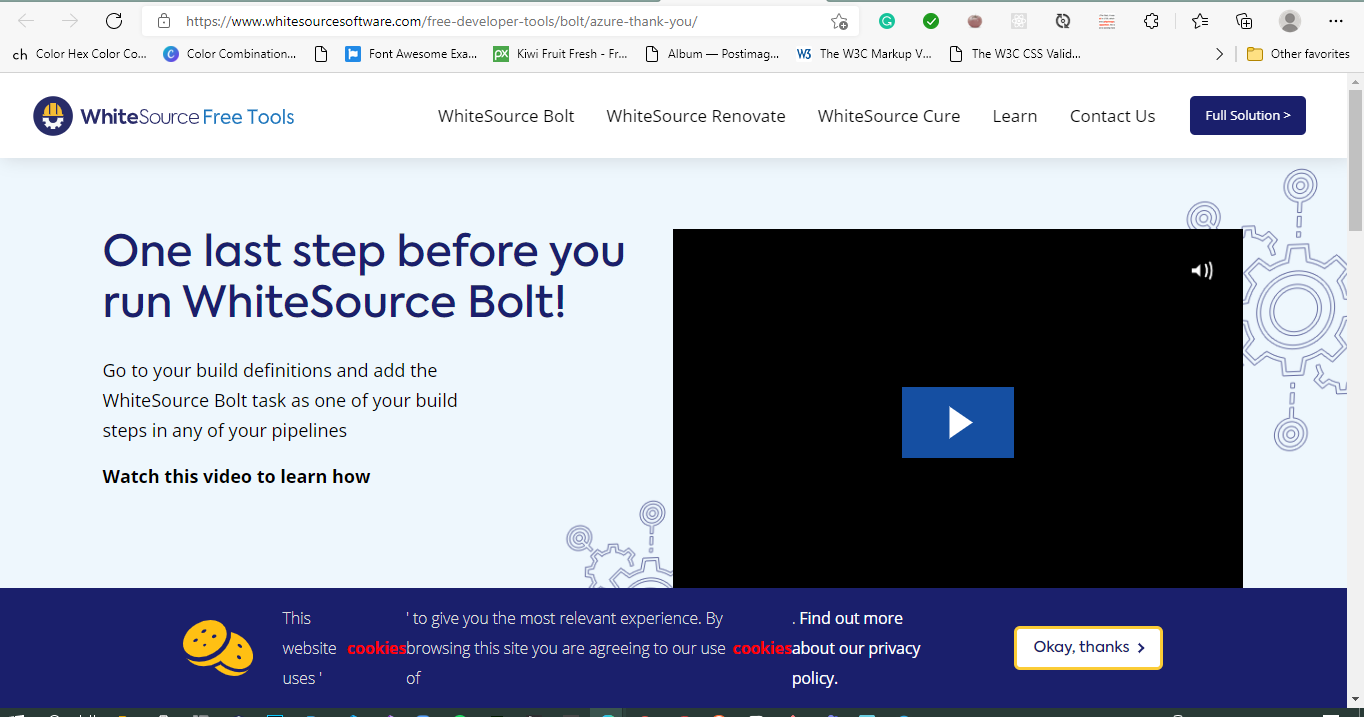 https://www.whitesourcesoftware.com/free-developer-tools/bolt/azure-thank-you/
ch Color Hex Color Co... Color Combination... Font Awesome Exa... px Kiwi Fruit Fresh - Fr... Album — Postimag... W3 The W3C Markup V... The W3C CSS Valid... Other favorites
WhiteSource Free Tools WhiteSource Bolt WhiteSource Renovate WhiteSource Cure Learn Contact Us Full Solution >
One last step before you
run WhiteSource Bolt!
Go to your build definitions and add the
WhiteSource Bolt task as one of your build
steps in any of your pipelines
Watch this video to learn how
This
website
uses '
cookies
' to give you the most relevant experience. By
browsing this site you are agreeing to our use
of
cookies
. Find out more
about our privacy
policy.
Okay, thanks